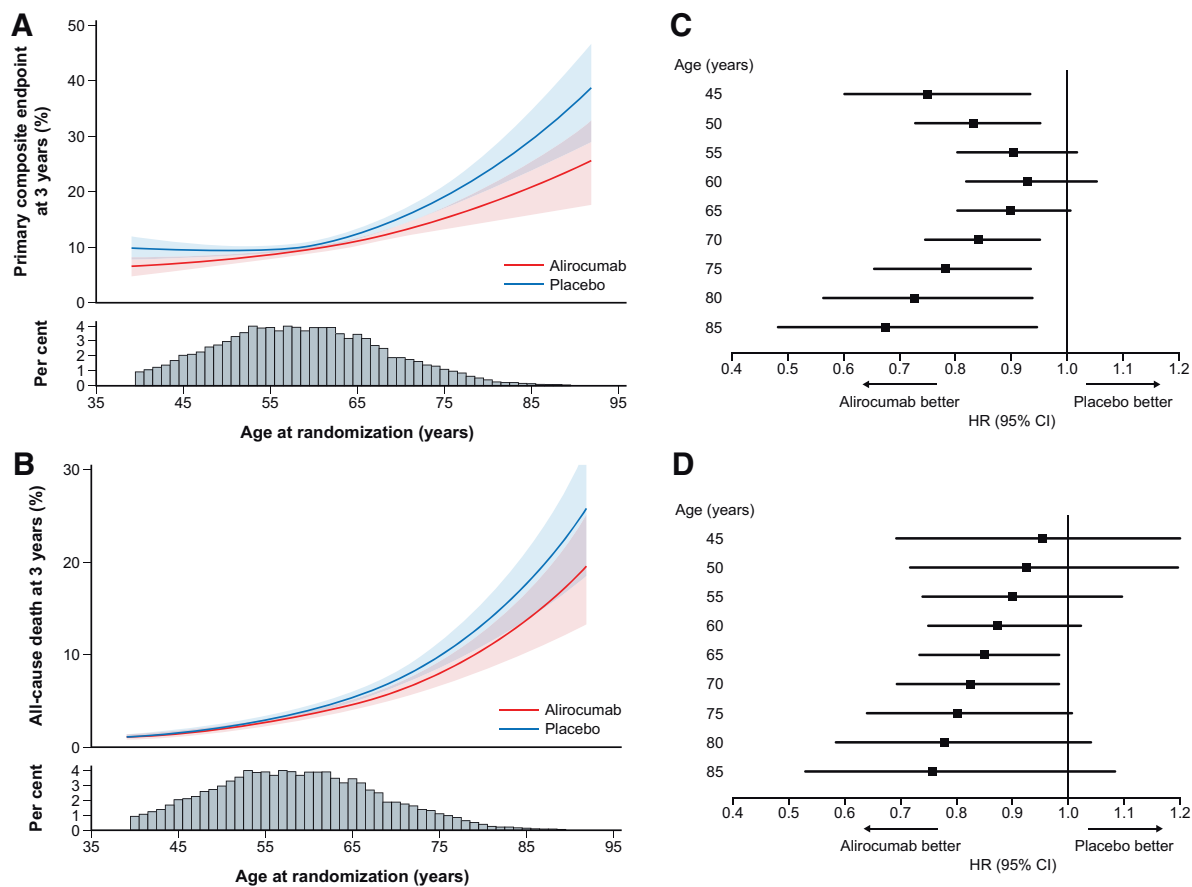 A
Primary composite endpoint
at 3 years (%)
50
40
30
20
10
0
Alirocumab
Placebo
Per cent
4
3
2
1
0
35 45 55 65 75 85 95
Age at randomization (years)
B
All-cause death at 3 years (%)
30
20
10
0
Alirocumab
Placebo
Per cent
4
3
2
1
0
35 45 55 65 75 85 95
Age at randomization (years)
C
Age (years)
45
50
55
60
65
70
75
80
85
0.4 0.5 0.6 0.7 0.8 0.9 1.0 1.1 1.2
Alirocumab better Placebo better
HR (95% CI)
D
Age (years)
45
50
55
60
65
70
75
80
85
0.4 0.5 0.6 0.7 0.8 0.9 1.0 1.1 1.2
Alirocumab better Placebo better
HR (95% CI)